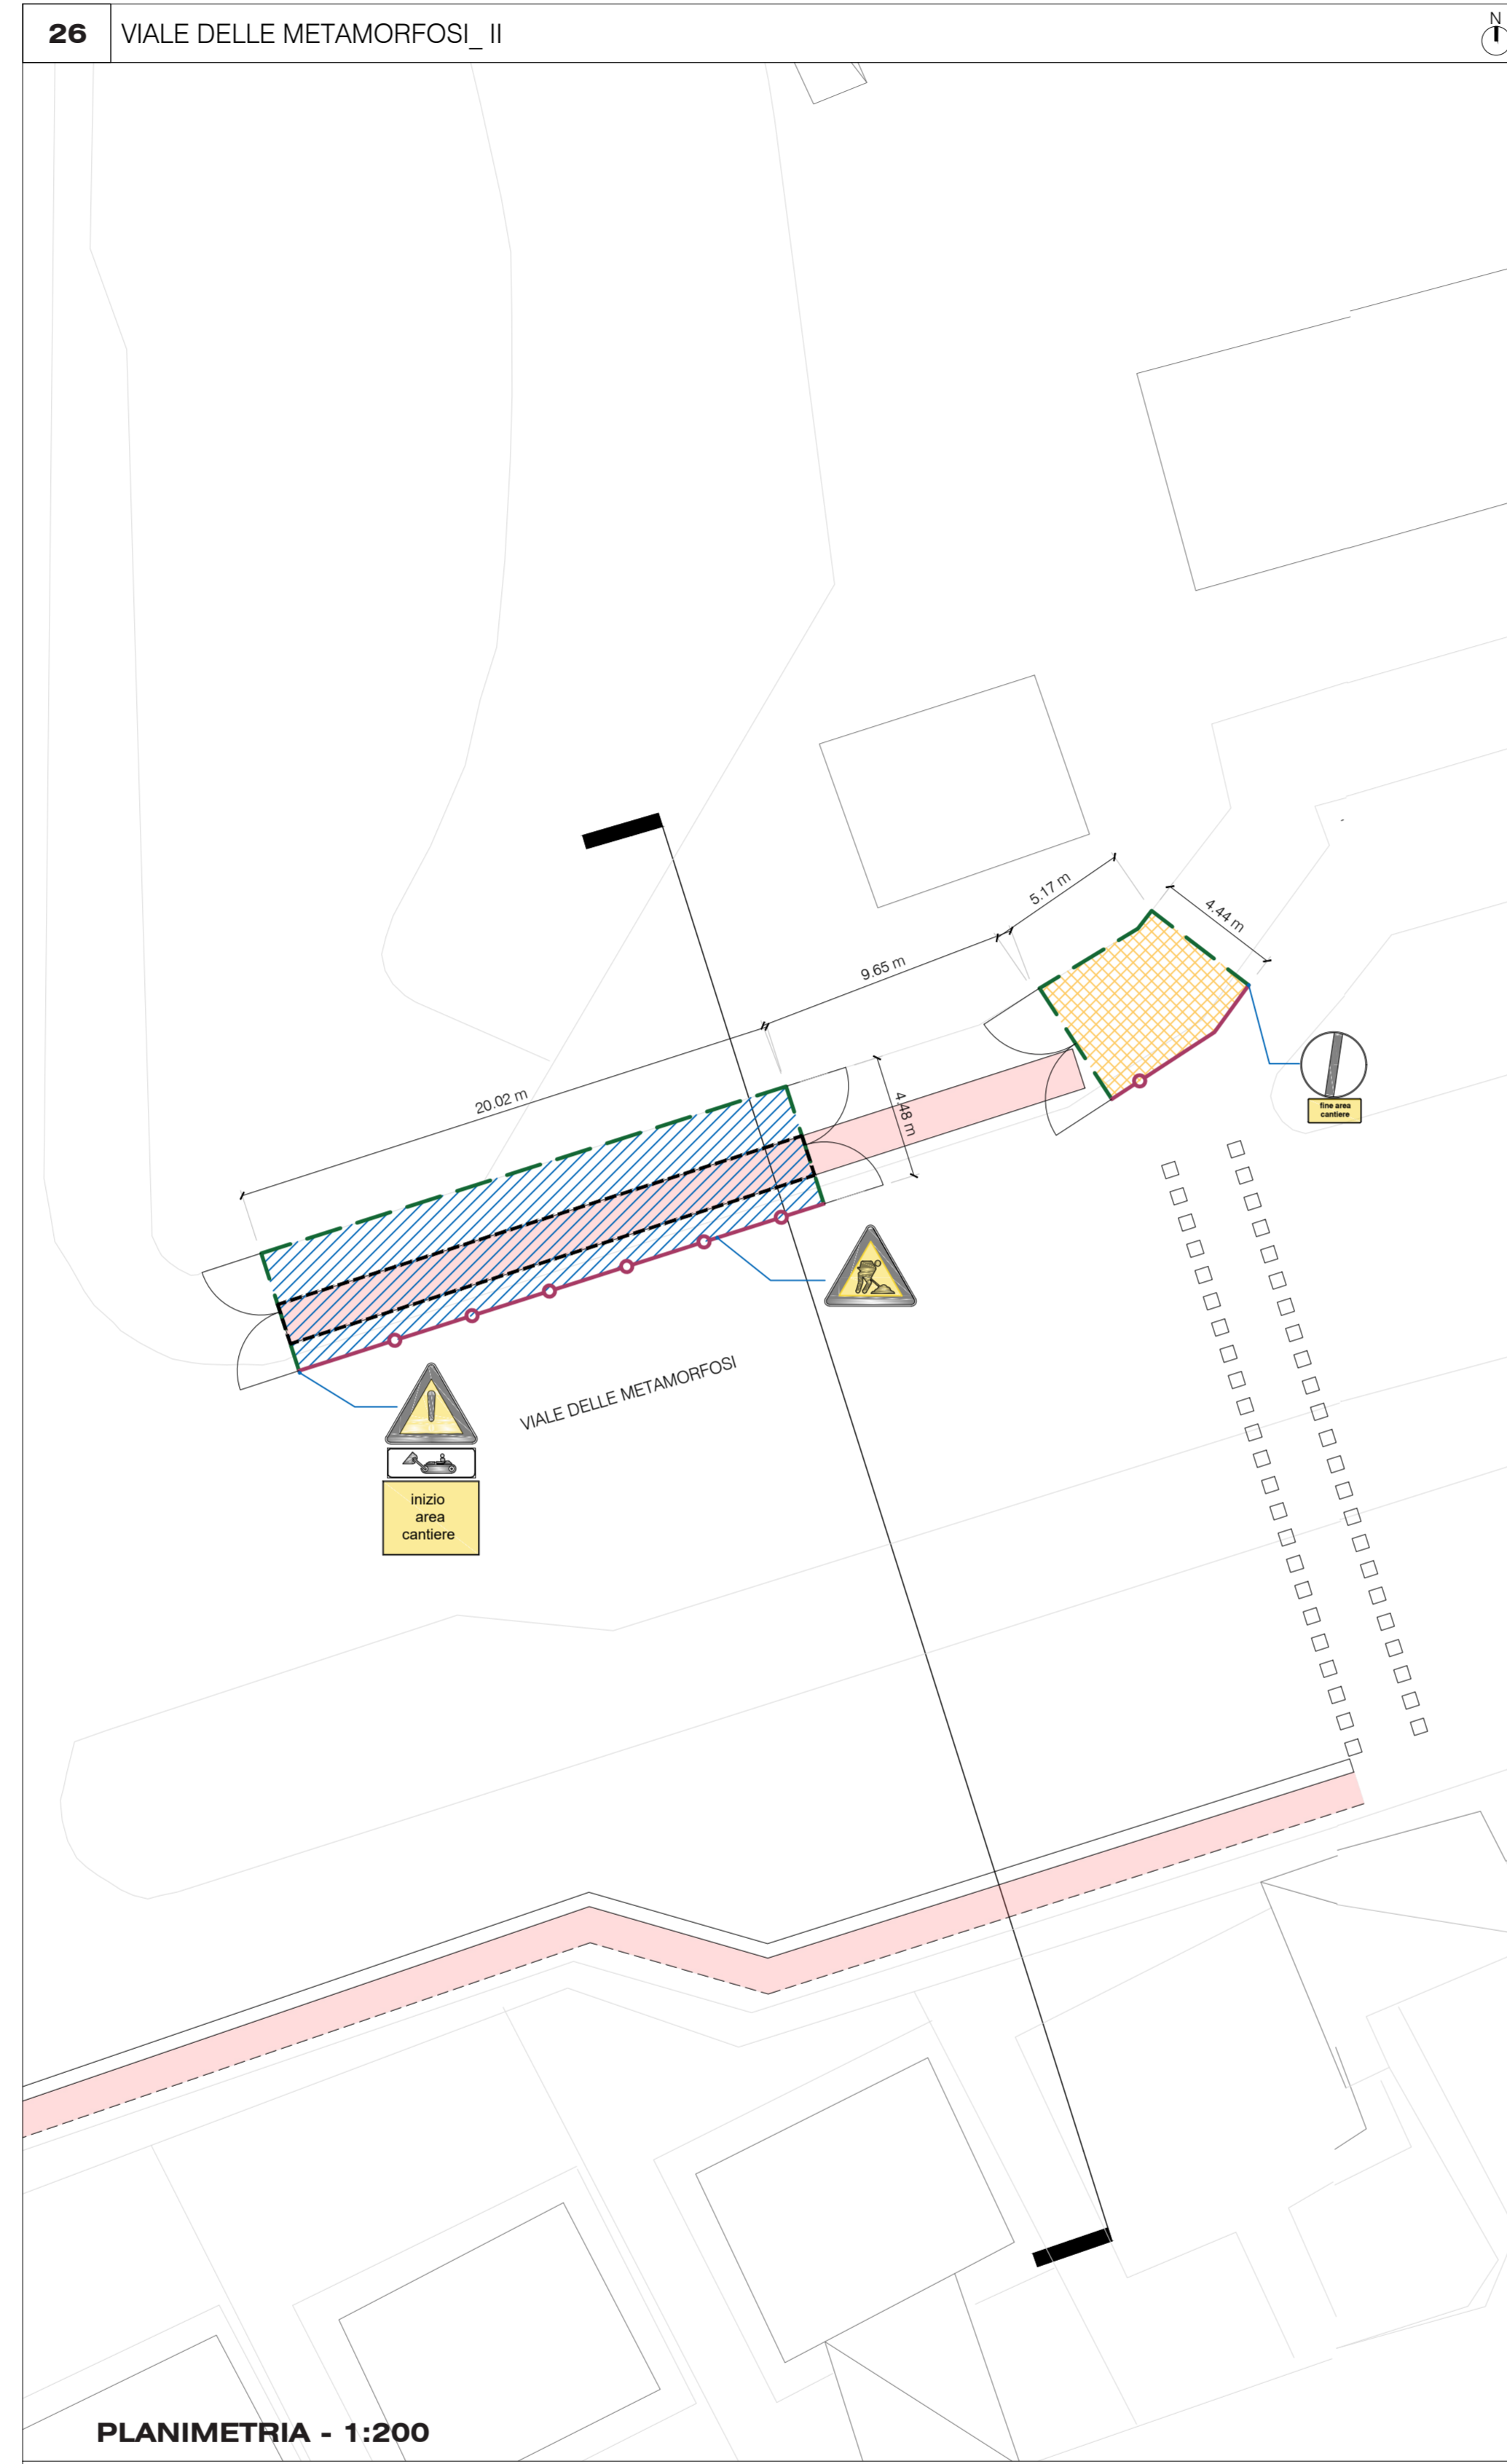 26
VIALE DELLE METAMORFOSI_ II
N
5.17 m
4.44 m
9.65 m
20.02 m
4.48 m
fine area
cantiere
VIALE DELLE METAMORFOSI
inizio
area
cantiere
PLANIMETRIA - 1:200